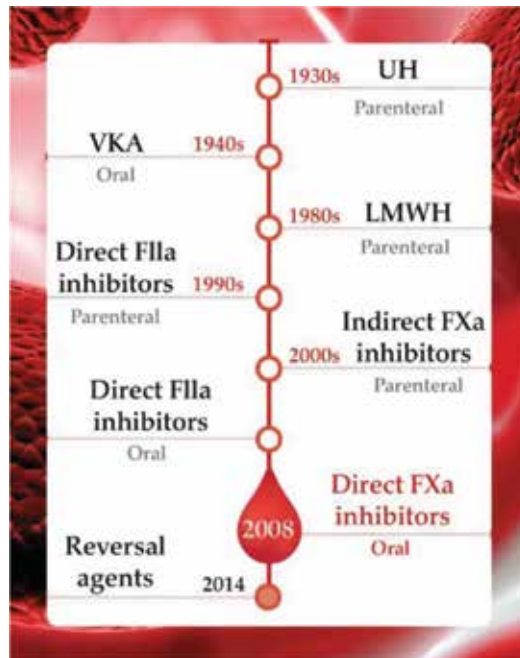 1930s UH
Parenteral
VKA 1940s
Oral
1980s LMWH
Parenteral
Direct FIIa
inhibitors 1990s
Parenteral
Indirect FXa
2000s inhibitors
Parenteral
Direct FIIa
inhibitors
Oral
Direct FXa
2008 inhibitors
Oral
Reversal
agents 2014